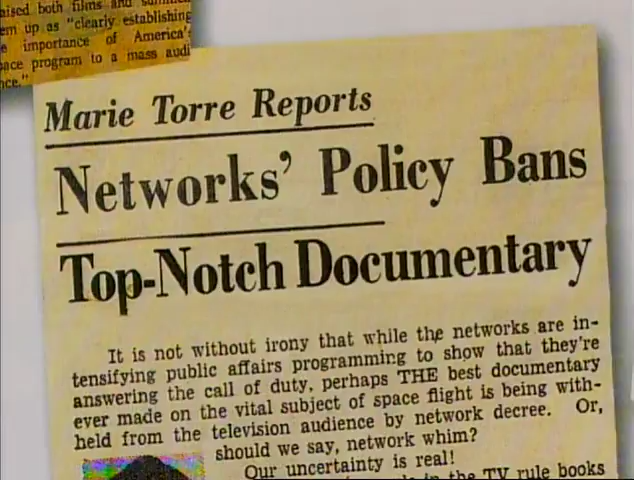 aised both films and
em up as "clearly establishing
e importance of America's
pace program to a mass audi
nce."
Marie Torre Reports
Networks' Policy Bans
Top-Notch Documentary
It is not without irony that while the networks are in-
tensifying public affairs programming to show that they're
answering the call of duty, perhaps THE best documentary
ever made on the vital subject of space flight is being with-
held from the television audience by network decree. Or,
should we say, network whim?
Our uncertainty is real!
in the TV rule books